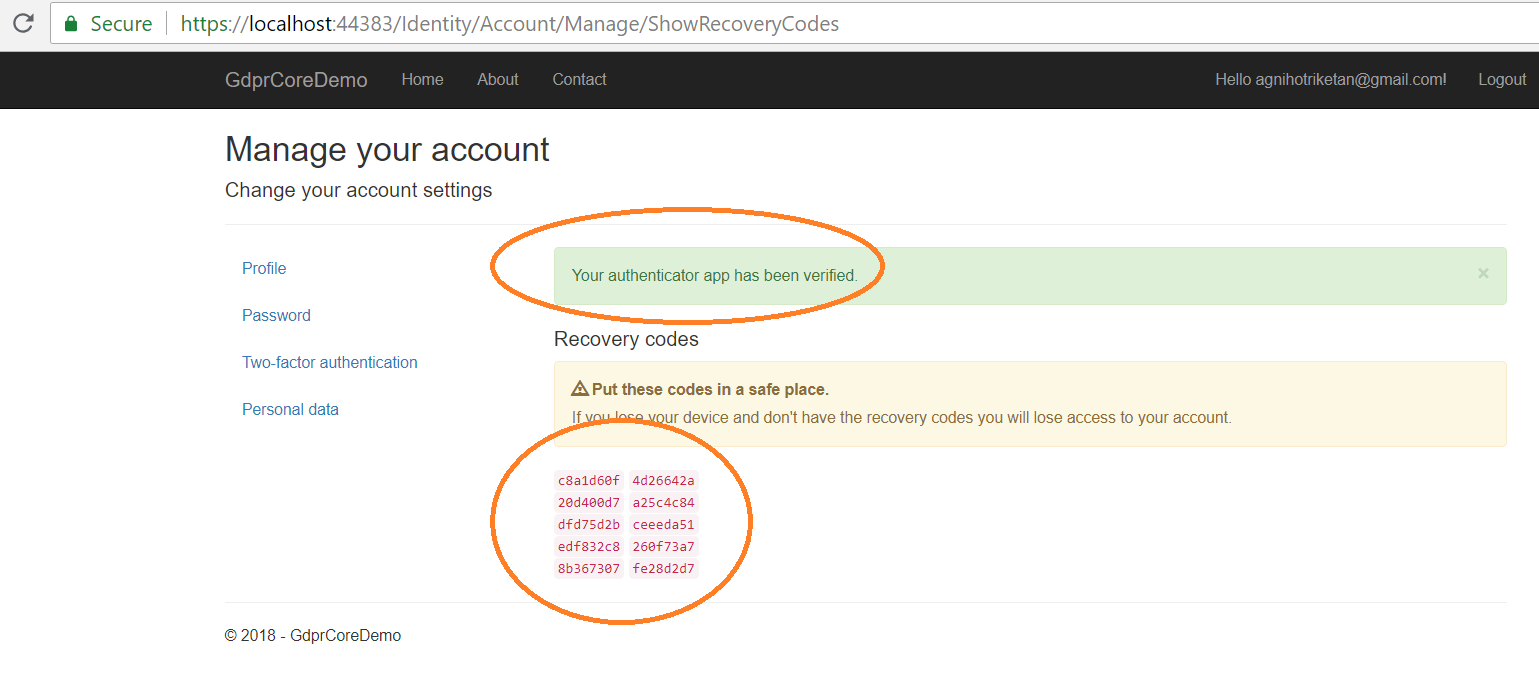 Secure https://localhost:44383/Identity/Account/Manage/ShowRecoveryCodes
GdprCoreDemo Home About Contact Hello agnihotriketan@gmail.com! Logout
Manage your account
Change your account settings
Profile
Password
Two-factor authentication
Personal data
Your authenticator app has been verified. ×
Recovery codes
Put these codes in a safe place.
If you lose your device and don't have the recovery codes you will lose access to your account.
c8a1d60f 4d26642a
20d400d7 a25c4c84
dfd75d2b ceeeda51
edf832c8 260f73a7
8b367307 fe28d2d7
© 2018 - GdprCoreDemo